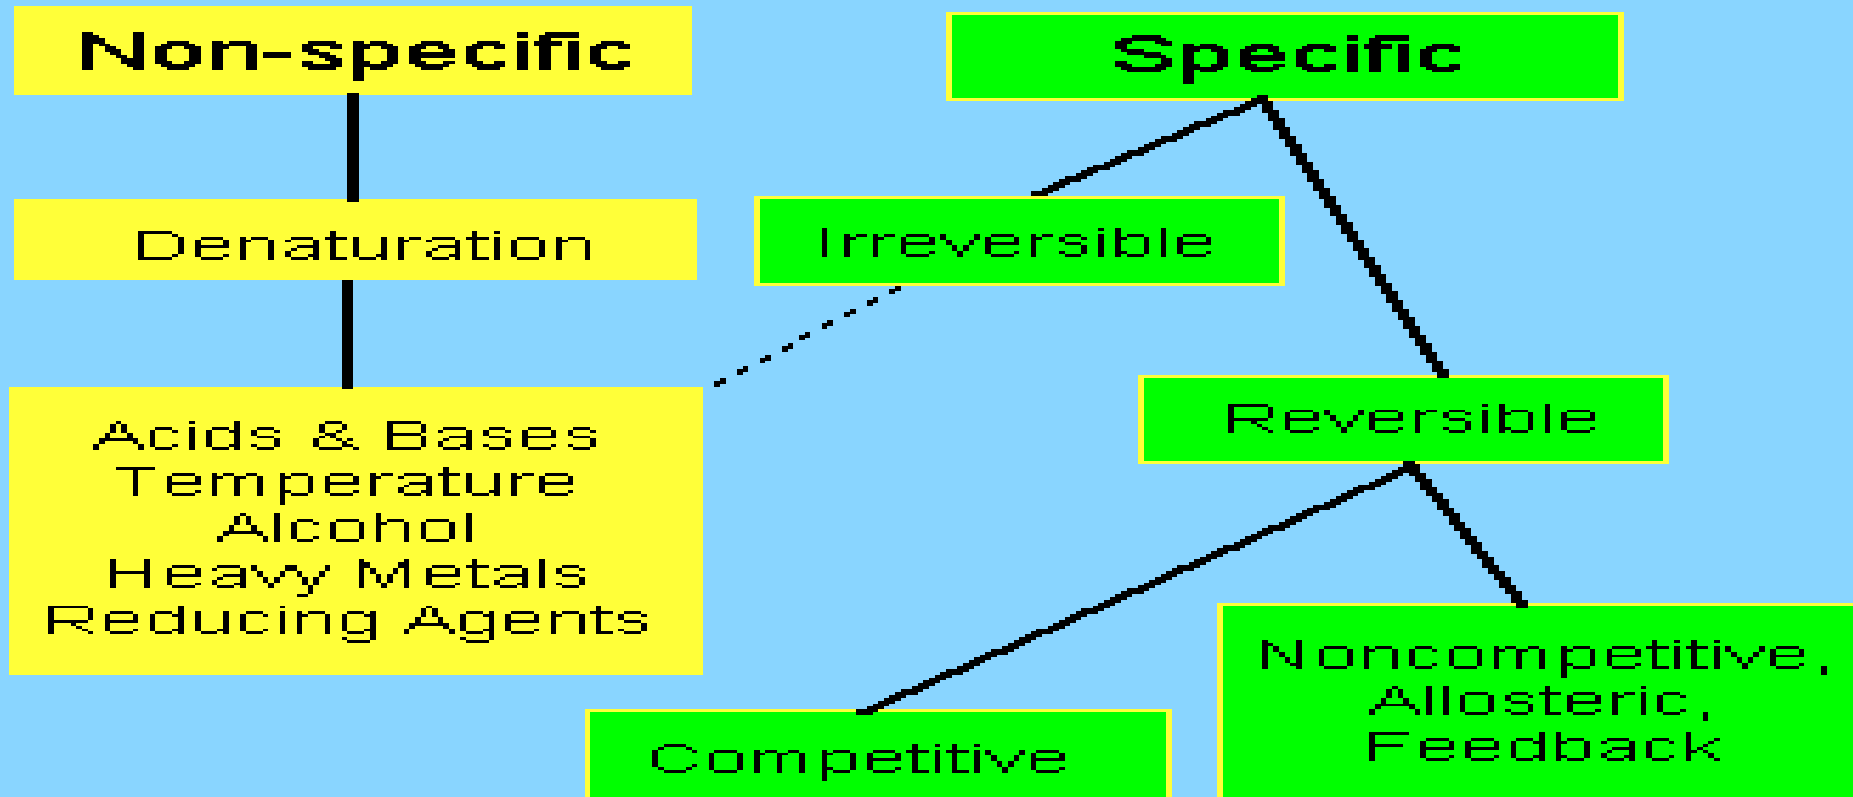 Non-specific
Specific
Denaturation
Irreversible
Acids & Bases
Temperature
Alcohol
Heavy Metals
Reducing Agents
Reversible
Competitive
Noncompetitive,
Allosteric,
Feedback